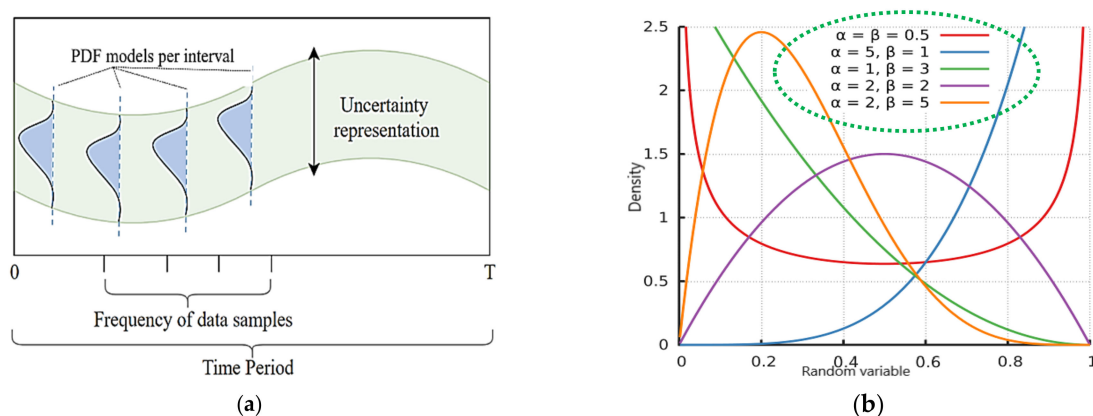 PDF models per interval
Uncertainty
representation
0
T
Frequency of data samples
Time Period
(a)
2.5
2
1.5
1
0.5
0
Density
α = β = 0.5
α = 5, β = 1
α = 1, β = 3
α = 2, β = 2
α = 2, β = 5
0
0.2
0.4
0.6
0.8
1
Random variable
(b)